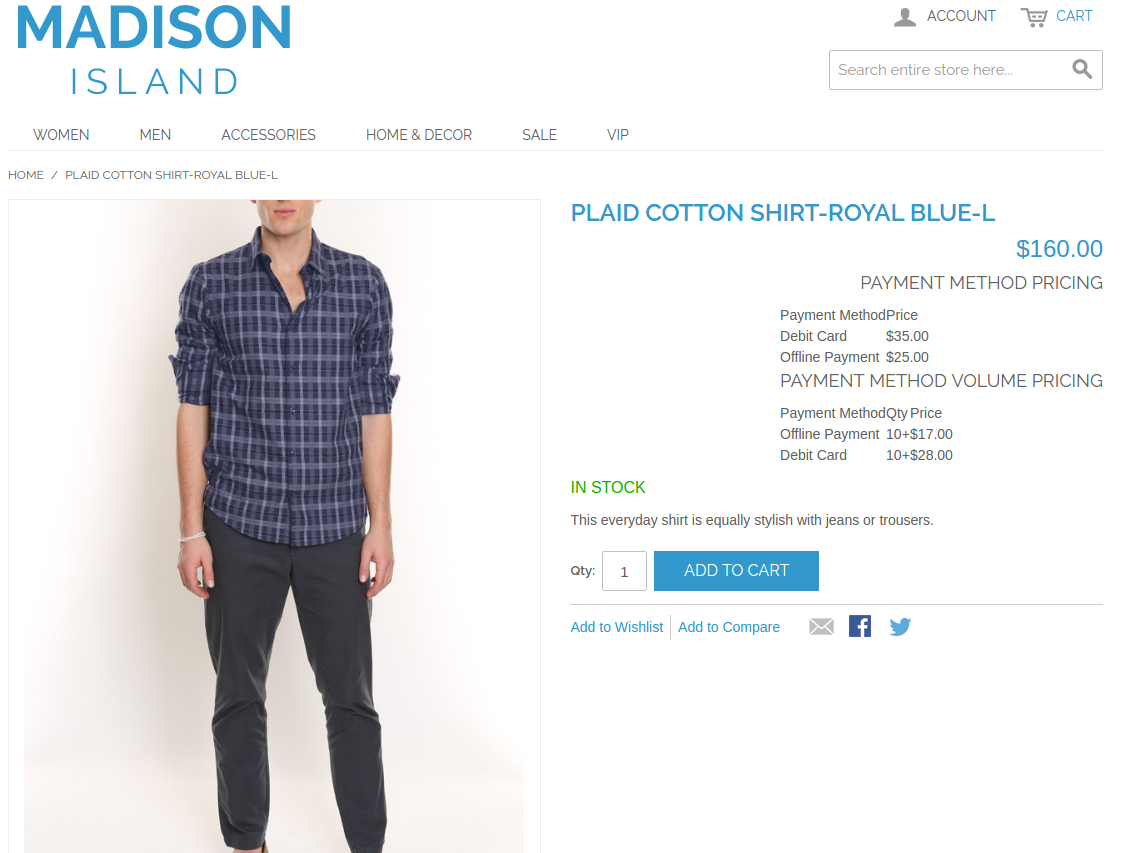 MADISON
ISLAND
ACCOUNT
CART
Search entire store here...
WOMEN MEN ACCESSORIES HOME & DECOR SALE VIP
HOME / PLAID COTTON SHIRT-ROYAL BLUE-L
PLAID COTTON SHIRT-ROYAL BLUE-L
$160.00
PAYMENT METHOD PRICING
Payment Method Price
Debit Card $35.00
Offline Payment $25.00
PAYMENT METHOD VOLUME PRICING
Payment Method Qty Price
Offline Payment 10+ $17.00
Debit Card 10+ $28.00
IN STOCK
This everyday shirt is equally stylish with jeans or trousers.
Qty: 1 ADD TO CART
Add to Wishlist Add to Compare